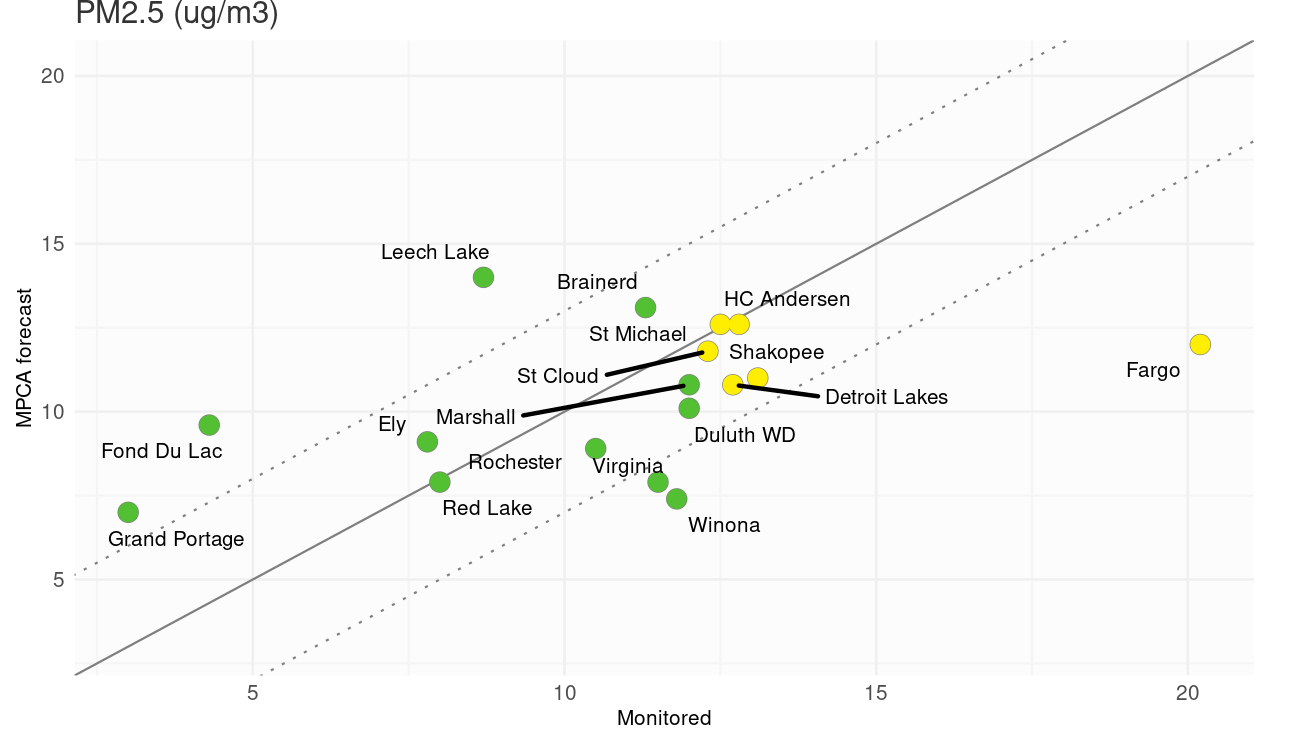 PM2.5 (ug/m3)
20
15
10
5
MPCA forecast
Leech Lake
Brainerd
HC Andersen
St Michael
Shakopee
St Cloud
Fargo
Detroit Lakes
Marshall
Ely
Duluth WD
Fond Du Lac
Rochester
Virginia
Red Lake
Winona
Grand Portage
5
10
15
20
Monitored